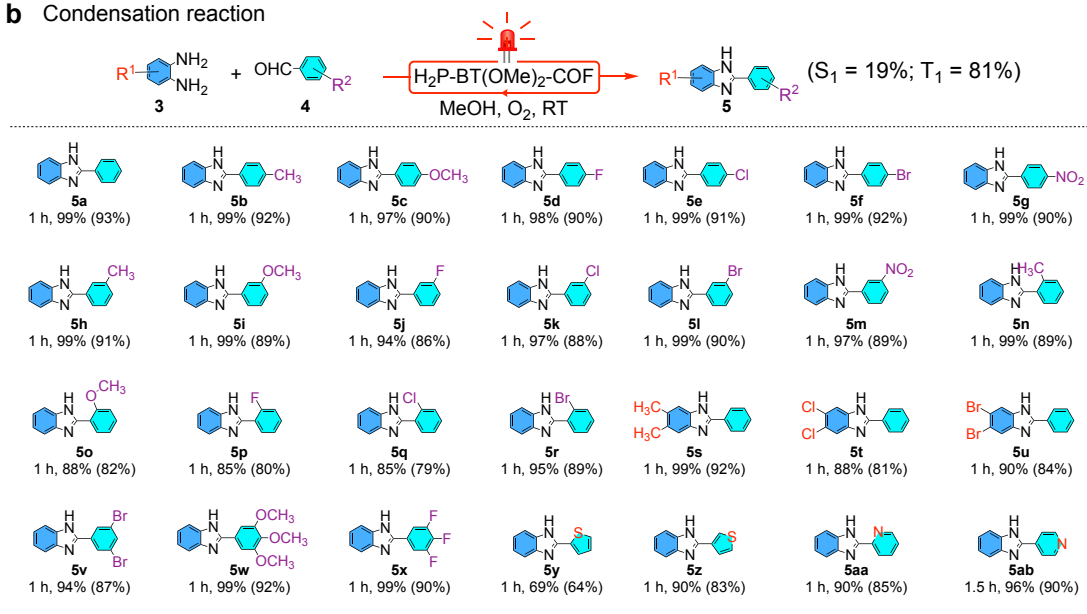 b Condensation reaction
R¹ NH₂ NH₂ + OHC R² H₂P-BT(OMe)₂-COF R¹ H N N R² (S₁ = 19%; T₁ = 81%)
3 4 MeOH, O₂, RT 5
H N N
H N N CH₃
H N N OCH₃
H N N F
H N N Cl
H N N Br
H N N NO₂
5a 5b 5c 5d 5e 5f 5g
1 h, 99% (93%) 1 h, 99% (92%) 1 h, 97% (90%) 1 h, 98% (90%) 1 h, 99% (91%) 1 h, 99% (92%) 1 h, 99% (90%)
H N N CH₃
H N N OCH₃
H N N F
H N N Cl
H N N Br
H N N NO₂
H N N H₃C
5h 5i 5j 5k 5l 5m 5n
1 h, 99% (91%) 1 h, 99% (89%) 1 h, 94% (86%) 1 h, 97% (88%) 1 h, 99% (90%) 1 h, 97% (89%) 1 h, 99% (89%)
H N N O CH₃
H N N F
H N N Cl
H N N Br
H₃C H₃C H N N
Cl Cl H N N
Br Br H N N
5o 5p 5q 5r 5s 5t 5u
1 h, 88% (82%) 1 h, 85% (80%) 1 h, 85% (79%) 1 h, 95% (89%) 1 h, 99% (92%) 1 h, 88% (81%) 1 h, 90% (84%)
H N N Br Br
H N N OCH₃ OCH₃ OCH₃
H N N F F F
H N N S
H N N S
H N N N
H N N N
5v 5w 5x 5y 5z 5aa 5ab
1 h, 94% (87%) 1 h, 99% (92%) 1 h, 99% (90%) 1 h, 69% (64%) 1 h, 90% (83%) 1 h, 90% (85%) 1.5 h, 96% (90%)